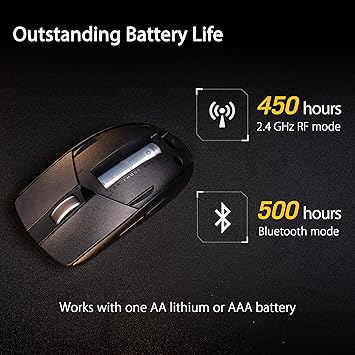 Outstanding Battery Life
450 hours
2.4 GHz RF mode
500 hours
Bluetooth mode
Works with one AA lithium or AAA battery